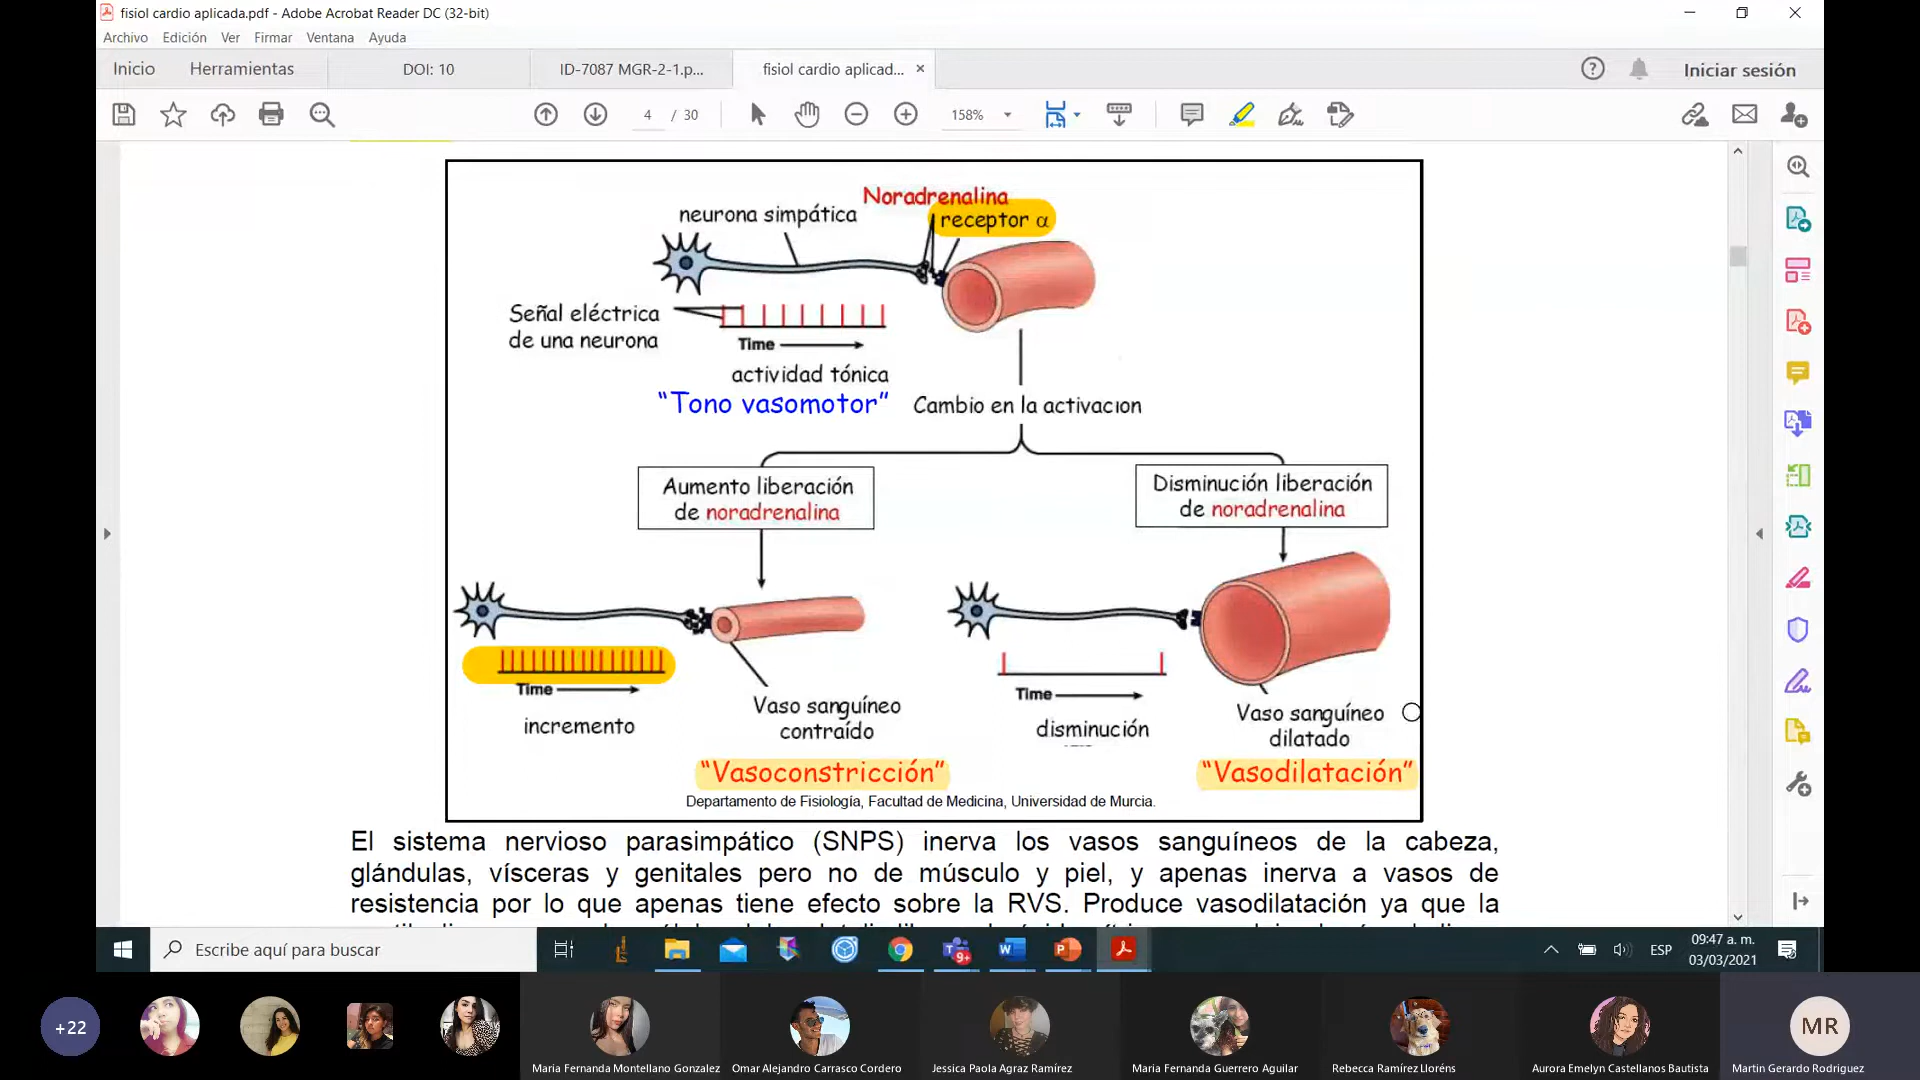 fisiol cardio aplicada.pdf - Adobe Acrobat Reader DC (32-bit)
Archivo Edición Ver Firmar Ventana Ayuda
Inicio Herramientas DOI: 10 ID-7087 MGR-2-1.p... fisiol cardio aplicad... Iniciar sesión
4 / 30 158%
Noradrenalina
neurona simpática
receptor α
Señal eléctrica
de una neurona
Time
actividad tónica
"Tono vasomotor"
Cambio en la activacion
Aumento liberación
de noradrenalina
Disminución liberación
de noradrenalina
Time
incremento
Vaso sanguíneo
contraído
"Vasoconstricción"
Time
disminución
Vaso sanguíneo
dilatado
"Vasodilatación"
Departamento de Fisiología, Facultad de Medicina, Universidad de Murcia.
El sistema nervioso parasimpático (SNPS) inerva los vasos sanguíneos de la cabeza,
glándulas, vísceras y genitales pero no de músculo y piel, y apenas inerva a vasos de
resistencia por lo que apenas tiene efecto sobre la RVS. Produce vasodilatación ya que la
Escribe aquí para buscar
9+
ESP
09:47 a. m.
03/03/2021
+22
Maria Fernanda Montellano Gonzalez
Omar Alejandro Carrasco Cordero
Jessica Paola Agraz Ramírez
Maria Fernanda Guerrero Aguilar
Rebecca Ramírez Lloréns
Aurora Emelyn Castellanos Bautista
MR
Martin Gerardo Rodriguez